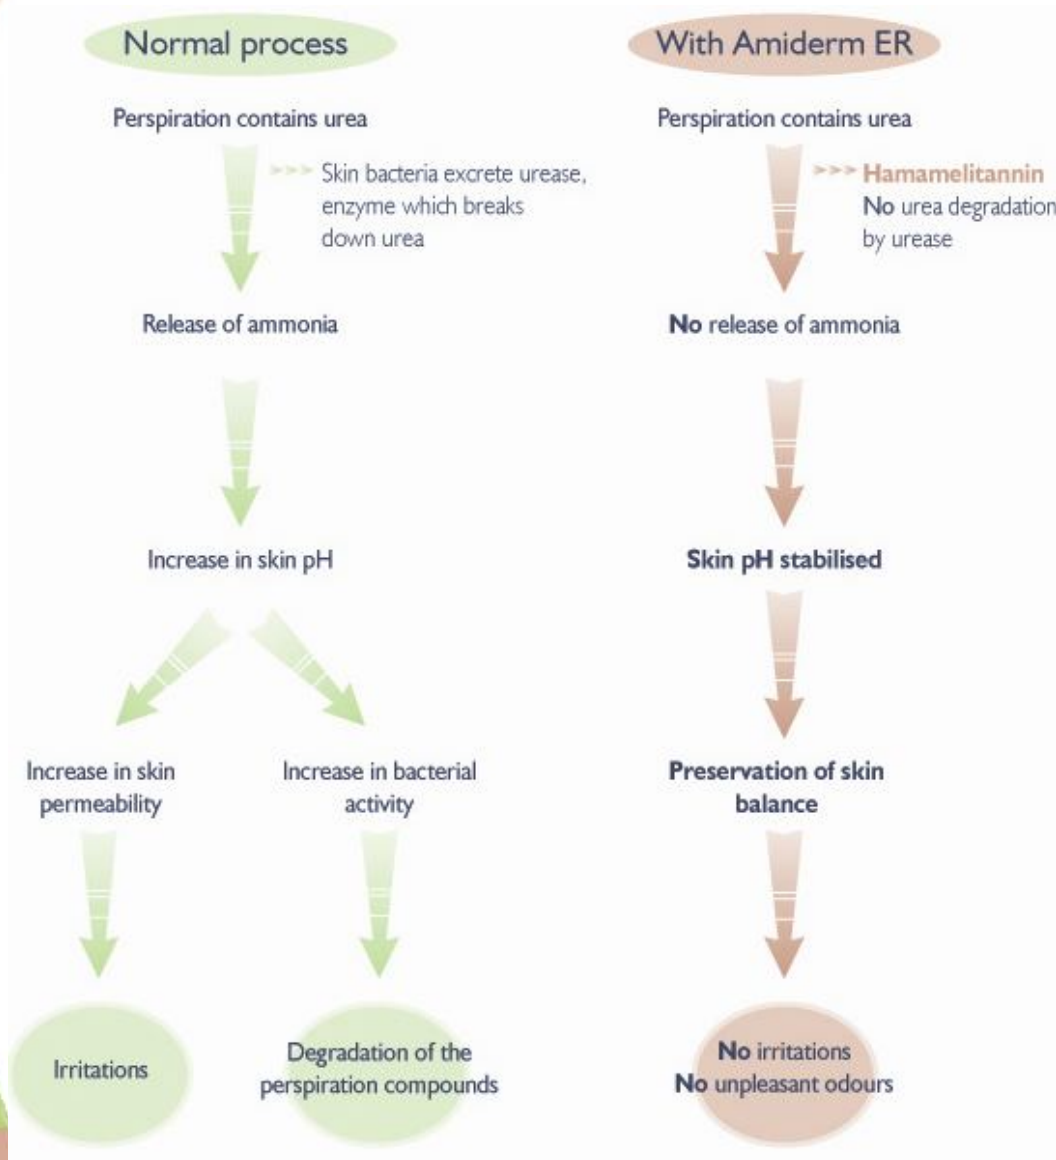 Normal process
Perspiration contains urea
Skin bacteria excrete urease,
enzyme which breaks
down urea
Release of ammonia
Increase in skin pH
Increase in skin
permeability
Increase in bacterial
activity
Irritations
Degradation of the
perspiration compounds
With Amiderm ER
Perspiration contains urea
Hamamelitannin
No urea degradation
by urease
No release of ammonia
Skin pH stabilised
Preservation of skin
balance
No irritations
No unpleasant odours